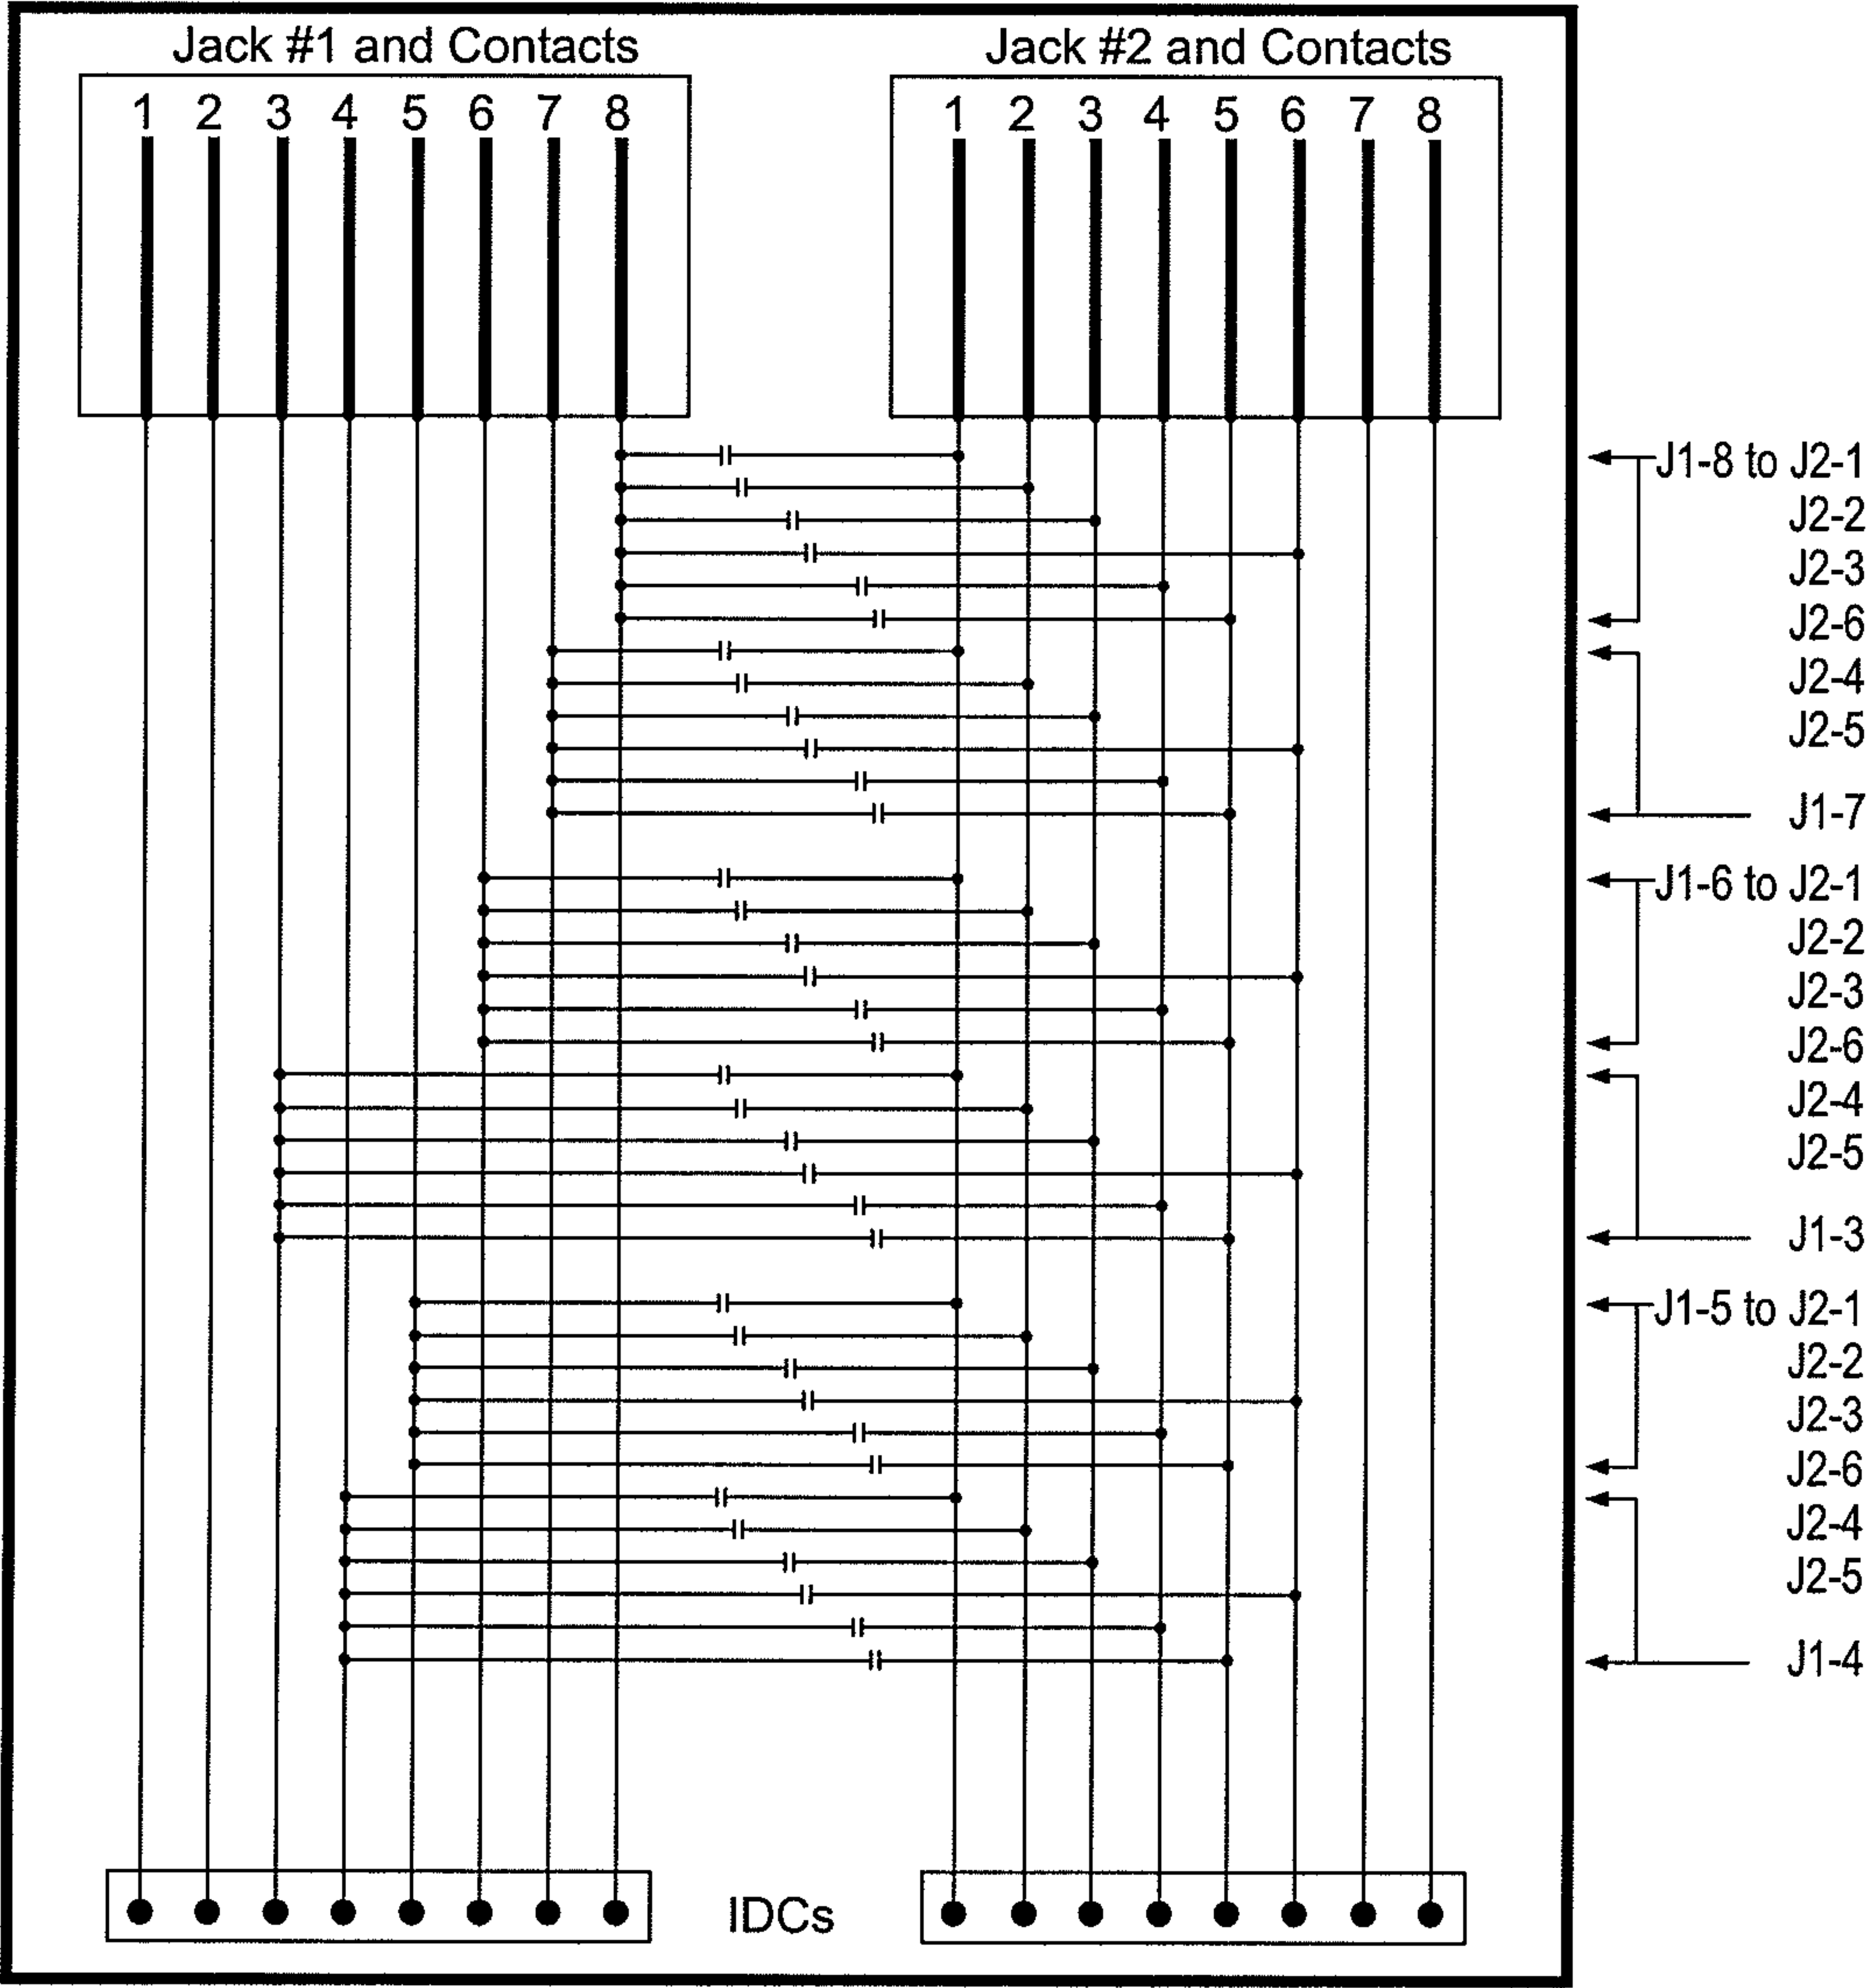 Jack #1 and Contacts
Jack #2 and Contacts
1 2 3 4 5 6 7 8
1 2 3 4 5 6 7 8
J1-8 to J2-1
J2-2
J2-3
J2-6
J2-4
J2-5
J1-7
J1-6 to J2-1
J2-2
J2-3
J2-6
J2-4
J2-5
J1-3
J1-5 to J2-1
J2-2
J2-3
J2-6
J2-4
J2-5
J1-4
IDCs